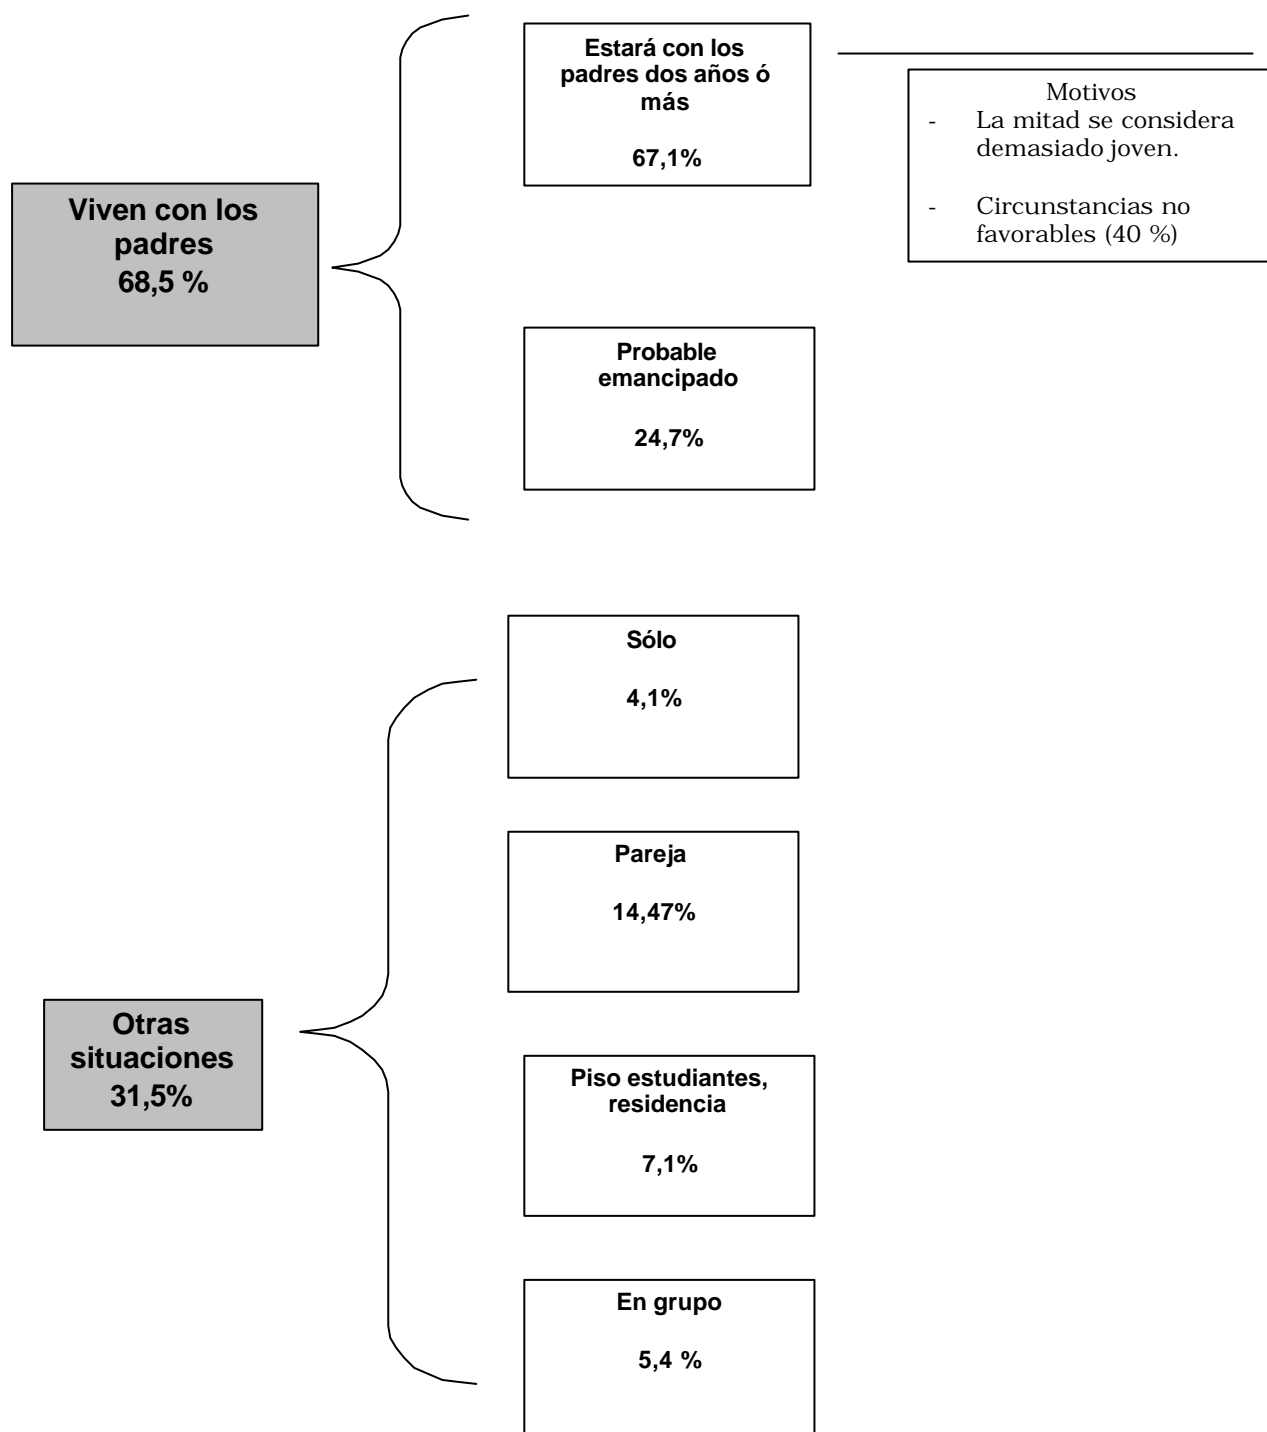 Viven con los
padres
68,5 %
Estará con los
padres dos años ó
más
67,1%
Motivos
- La mitad se considera
demasiado joven.
- Circunstancias no
favorables (40 %)
Probable
emancipado
24,7%
Otras
situaciones
31,5%
Sólo
4,1%
Pareja
14,47%
Piso estudiantes,
residencia
7,1%
En grupo
5,4 %